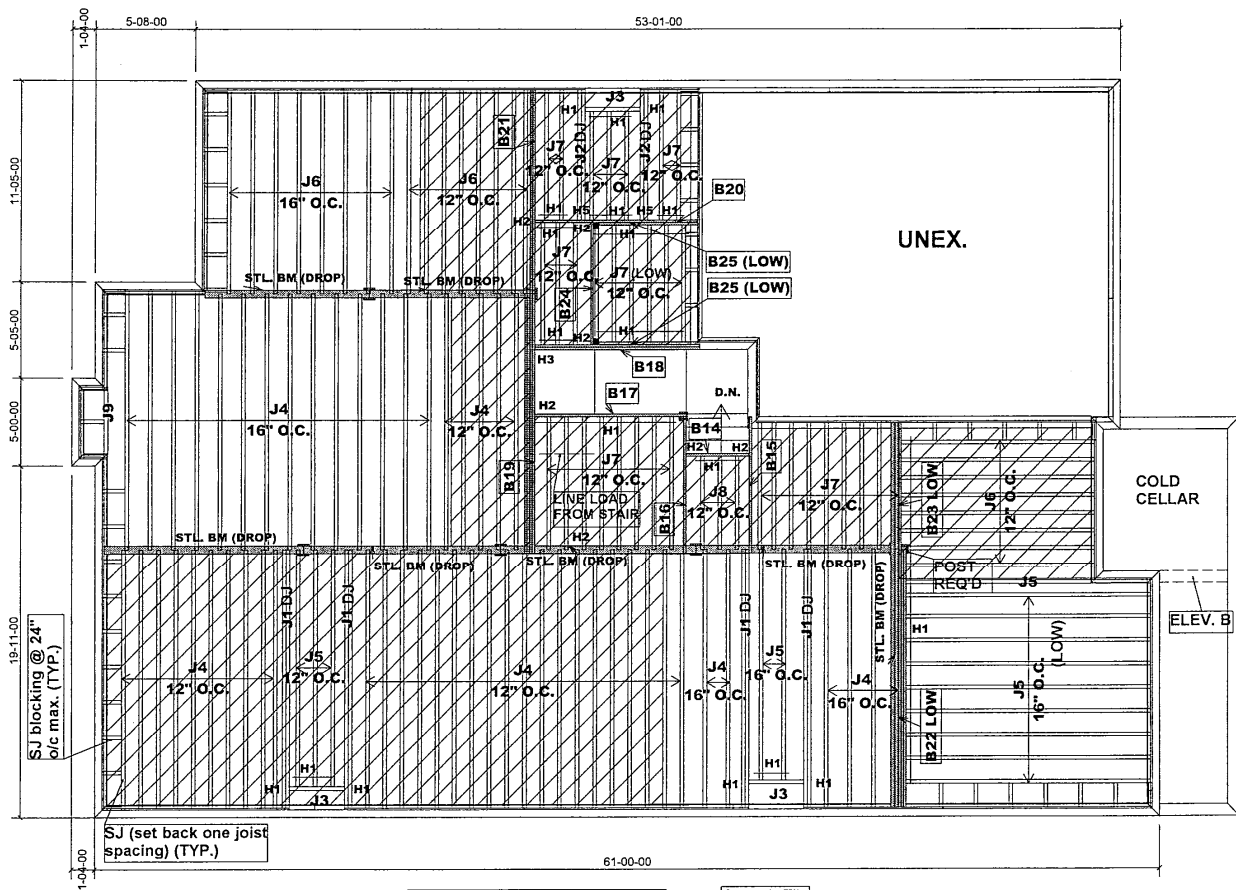 1-04-00
5-08-00
53-01-00
11-05-00
5-05-00
5-00-00
19-11-00
1-04-00
61-00-00
J6
16" O.C.
J6
12" O.C.
B21
H1
J3
H1
H1
J7
12" O.C.
J2 DJ
J7
12" O.C.
J2 DJ
J7
12" O.C.
H1
H5
H1
H5
H1
B20
H2
H1
H2
H1
UNEX.
J7
12" O.C.
J7 (LOW)
12" O.C.
B24
B25 (LOW)
B25 (LOW)
STL. BM (DROP)
STL. BM (DROP)
H1
H2
H1
H3
B18
J9
J4
16" O.C.
J4
12" O.C.
B19
H2
B17
D.N.
B14
H1
H2
H2
H1
B15
J7
12" O.C.
LINE LOAD
FROM STAIR
B16
J8
12" O.C.
J7
12" O.C.
B23 LOW
J6
12" O.C.
COLD
CELLAR
H2
STL. BM (DROP)
STL. BM (DROP)
STL. BM (DROP)
STL. BM (DROP)
POST
REQ'D
J5
ELEV. B
STL. BM (DROP)
H1
J5
16" O.C.
(LOW)
B22 LOW
SJ blocking @ 24"
o/c max. (TYP.)
J4
12" O.C.
J1 DJ
J5
12" O.C.
J1 DJ
J4
12" O.C.
J4
16" O.C.
J1 DJ
J5
16" O.C.
J1 DJ
J4
16" O.C.
H1
H1
H1
J3
H1
H1
H1
J3
SJ (set back one joist
spacing) (TYP.)